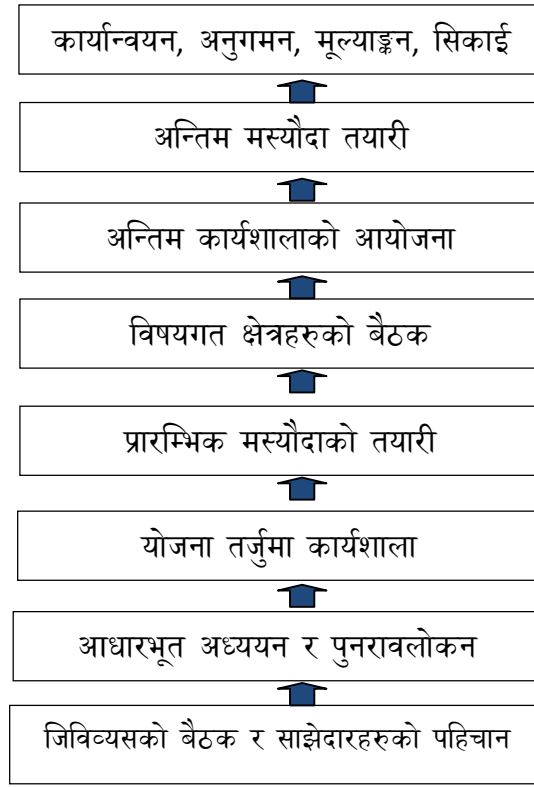 कार्यान्वयन, अनुगमन, मूल्याङ्कन, सिकाई
अन्तिम मस्यौदा तयारी
अन्तिम कार्यशालाको आयोजना
विषयगत क्षेत्रहरुको बैठक
प्रारम्भिक मस्यौदाको तयारी
योजना तर्जुमा कार्यशाला
आधारभूत अध्ययन र पुनरावलोकन
जिविव्यसको बैठक र साझेदारहरुको पहिचान